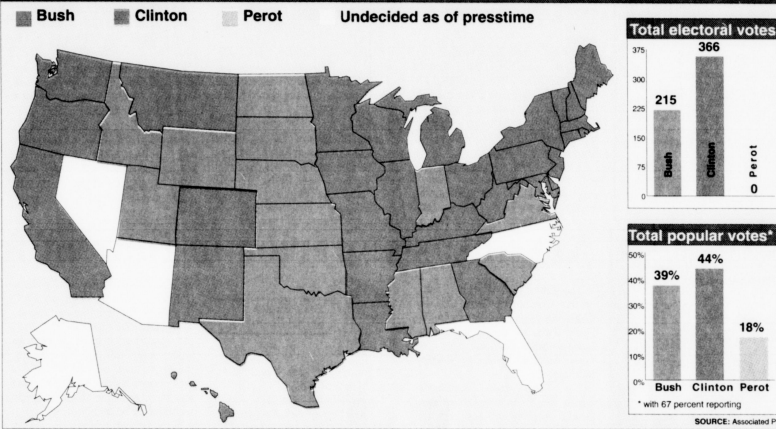 Bush Clinton Perot Undecided as of presstime
Total electoral votes
375
300
225
150
75
0
215
Bush
366
Clinton
Perot
0
Total popular votes*
50%
40%
30%
20%
10%
0%
39%
44%
18%
Bush Clinton Perot
* with 67 percent reporting
SOURCE: Associated P